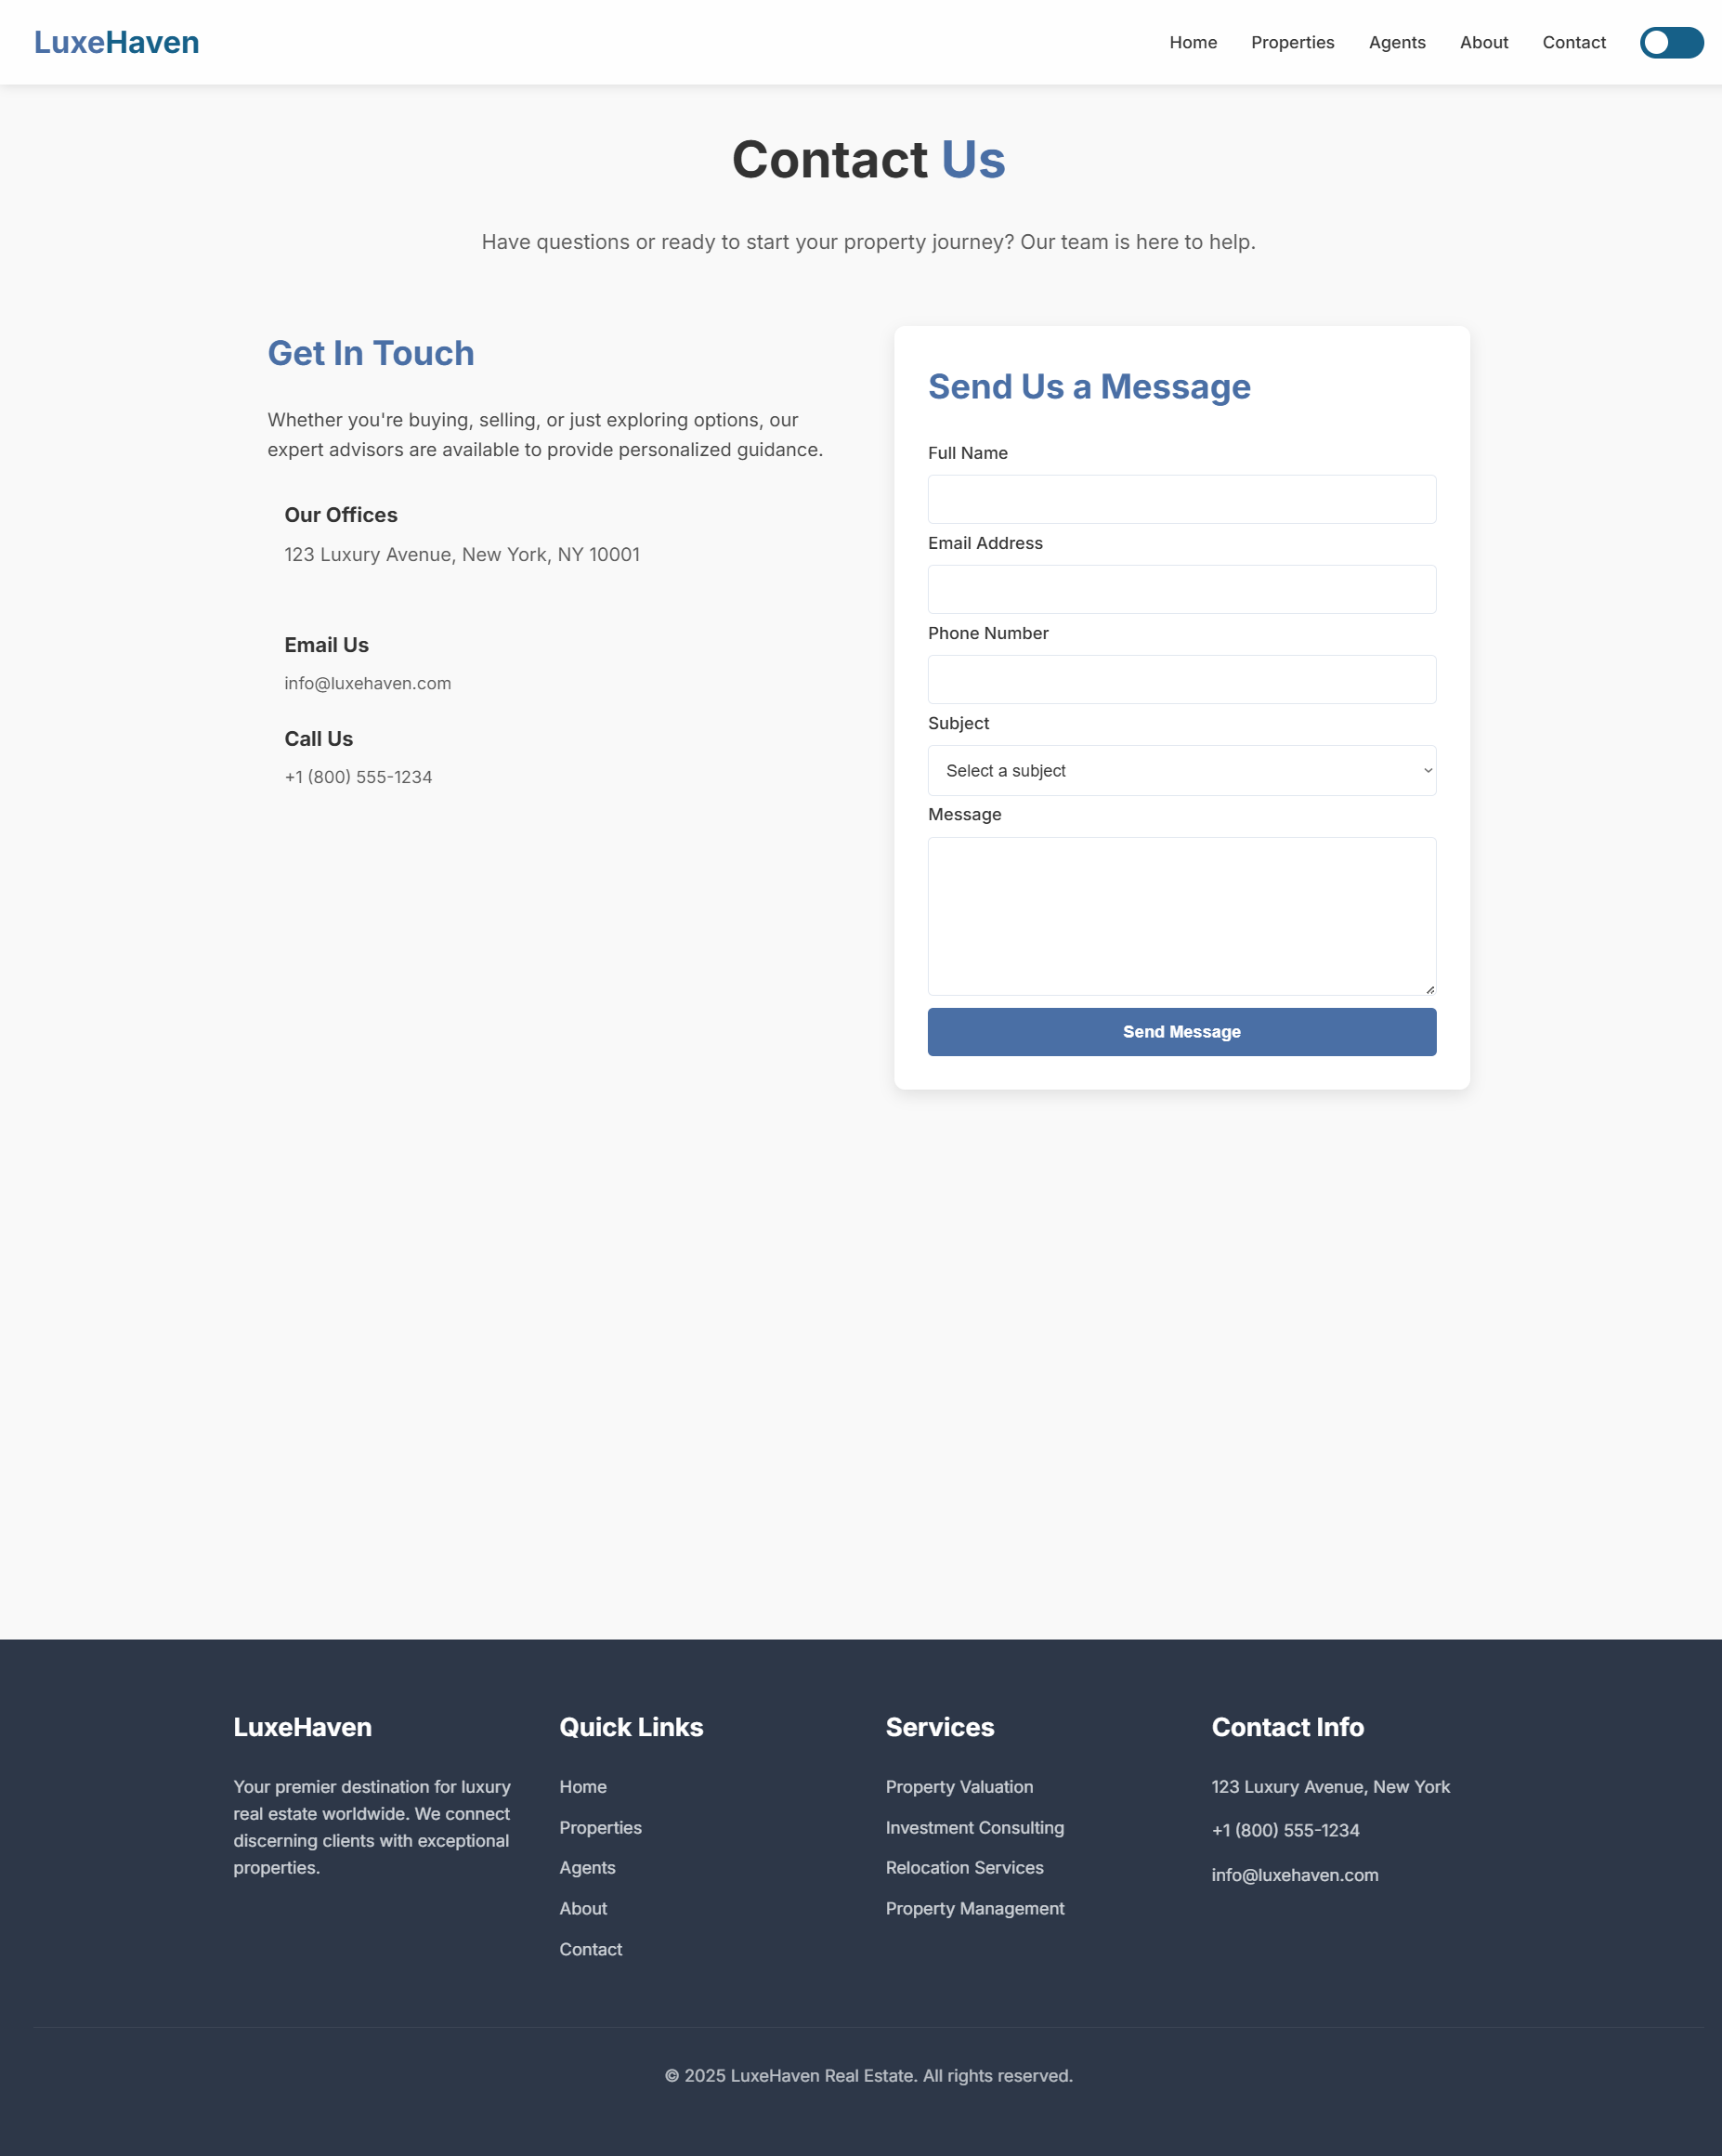 LuxeHaven
Home
Properties
Agents
About
Contact
Contact Us
Have questions or ready to start your property journey? Our team is here to help.
Get In Touch
Whether you're buying, selling, or just exploring options, our
expert advisors are available to provide personalized guidance.
Our Offices
123 Luxury Avenue, New York, NY 10001
Email Us
info@luxehaven.com
Call Us
+1 (800) 555-1234
Send Us a Message
Full Name
Email Address
Phone Number
Subject
Select a subject
Message
Send Message
LuxeHaven
Your premier destination for luxury
real estate worldwide. We connect
discerning clients with exceptional
properties.
Quick Links
Home
Properties
Agents
About
Contact
Services
Property Valuation
Investment Consulting
Relocation Services
Property Management
Contact Info
123 Luxury Avenue, New York
+1 (800) 555-1234
info@luxehaven.com
© 2025 LuxeHaven Real Estate. All rights reserved.